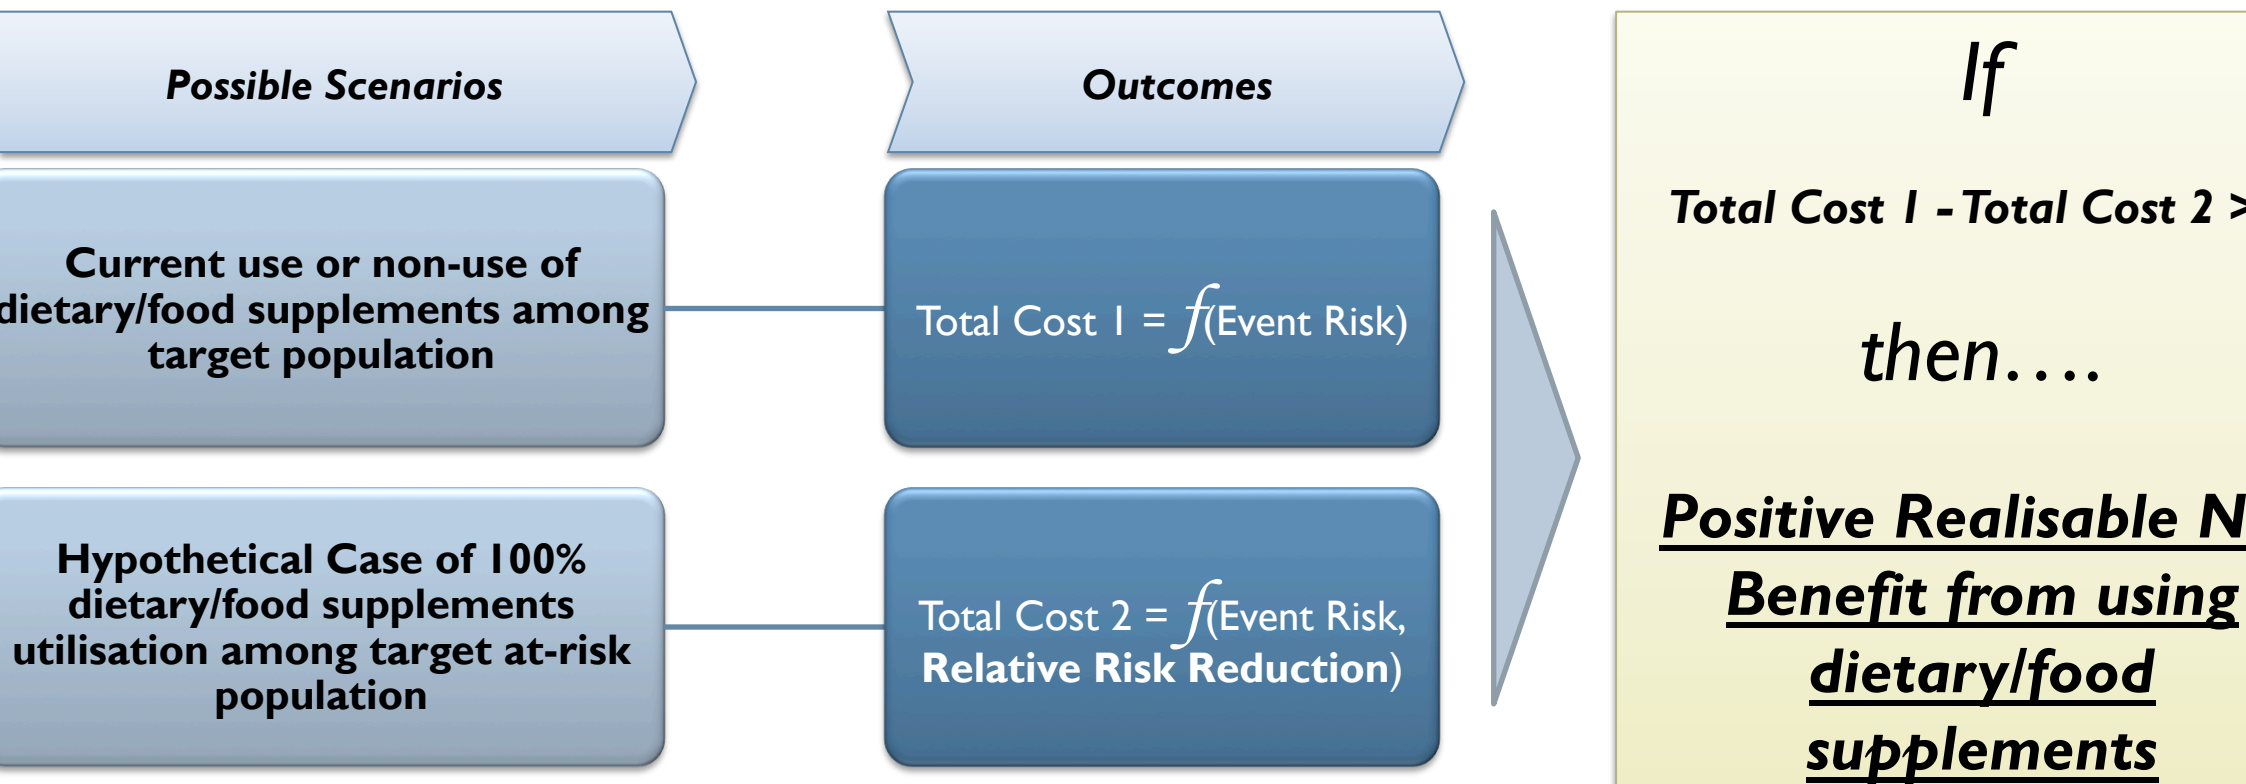 Possible Scenarios
Outcomes
Current use or non-use of
dietary/food supplements among
target population
Total Cost 1 = f(Event Risk)
Hypothetical Case of 100%
dietary/food supplements
utilisation among target at-risk
population
Total Cost 2 = f(Event Risk,
Relative Risk Reduction)
If
Total Cost 1 - Total Cost 2 >
then....
Positive Realisable
Benefit from using
dietary/food
supplements